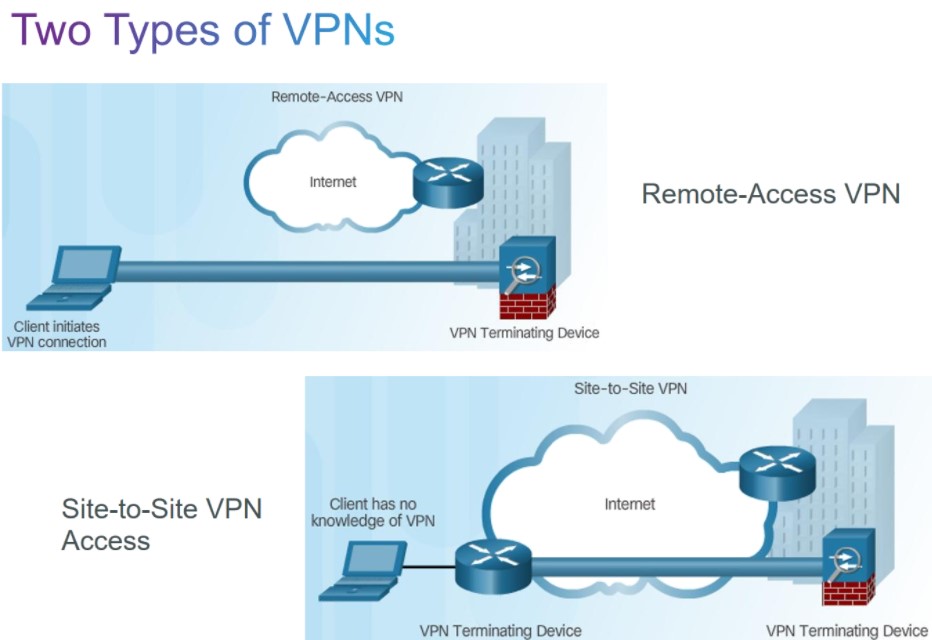 Two Types of VPNs
Remote-Access VPN
Internet
Remote-Access VPN
Client initiates
VPN connection
VPN Terminating Device
Site-to-Site VPN
Site-to-Site VPN
Access
Client has no
knowledge of VPN
Internet
VPN Terminating Device
VPN Terminating Device